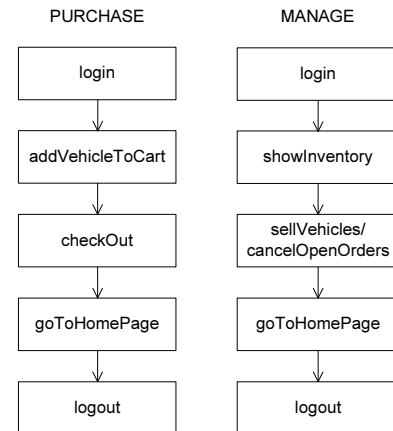 PURCHASE
login
addVehicleToCart
checkOut
goToHomePage
logout
MANAGE
login
showInventory
sellVehicles/
cancelOpenOrders
goToHomePage
logout